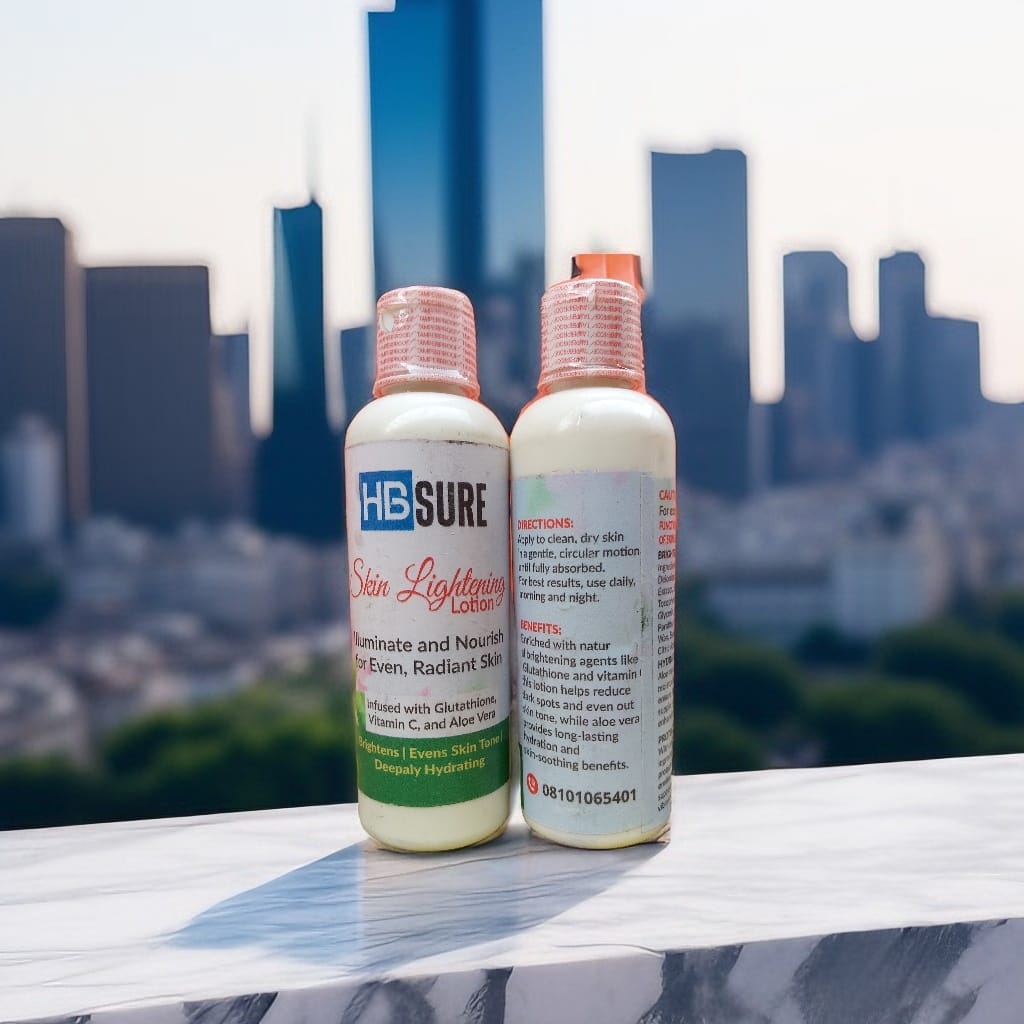 HB SURE
Skin Lightening
Lotion
Illuminate and Nourish
for Even, Radiant Skin
Infused with Glutathione,
Vitamin C, and Aloe Vera
Brightens | Evens Skin Tone |
Deepaly Hydrating
DIRECTIONS:
Apply to clean, dry skin
in a gentle, circular motion
until fully absorbed.
For best results, use daily,
morning and night.
BENEFITS:
Enriched with natur
al brightening agents like
Glutathione and vitamin
this lotion helps reduce
dark spots and even out
skin tone, while aloe vera
provides long-lasting
hydration and
skin-soothing benefits.
08101065401